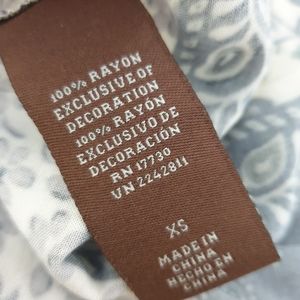 100% RAYON
EXCLUSIVE OF
DECORATION
100% RAYÓN
EXCLUSIVO DE
DECORACIÓN
RN 17730
VN 2242811
XS
MADE IN
CHINA
HECHO EN
CHINA